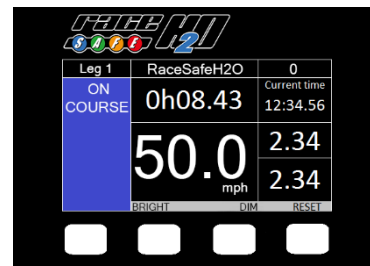 race H2O
SAFE
Leg 1 RaceSafeH2O 0
ON COURSE
0h08.43
Current time
12:34.56
50.0
mph
2.34
2.34
BRIGHT DIM RESET